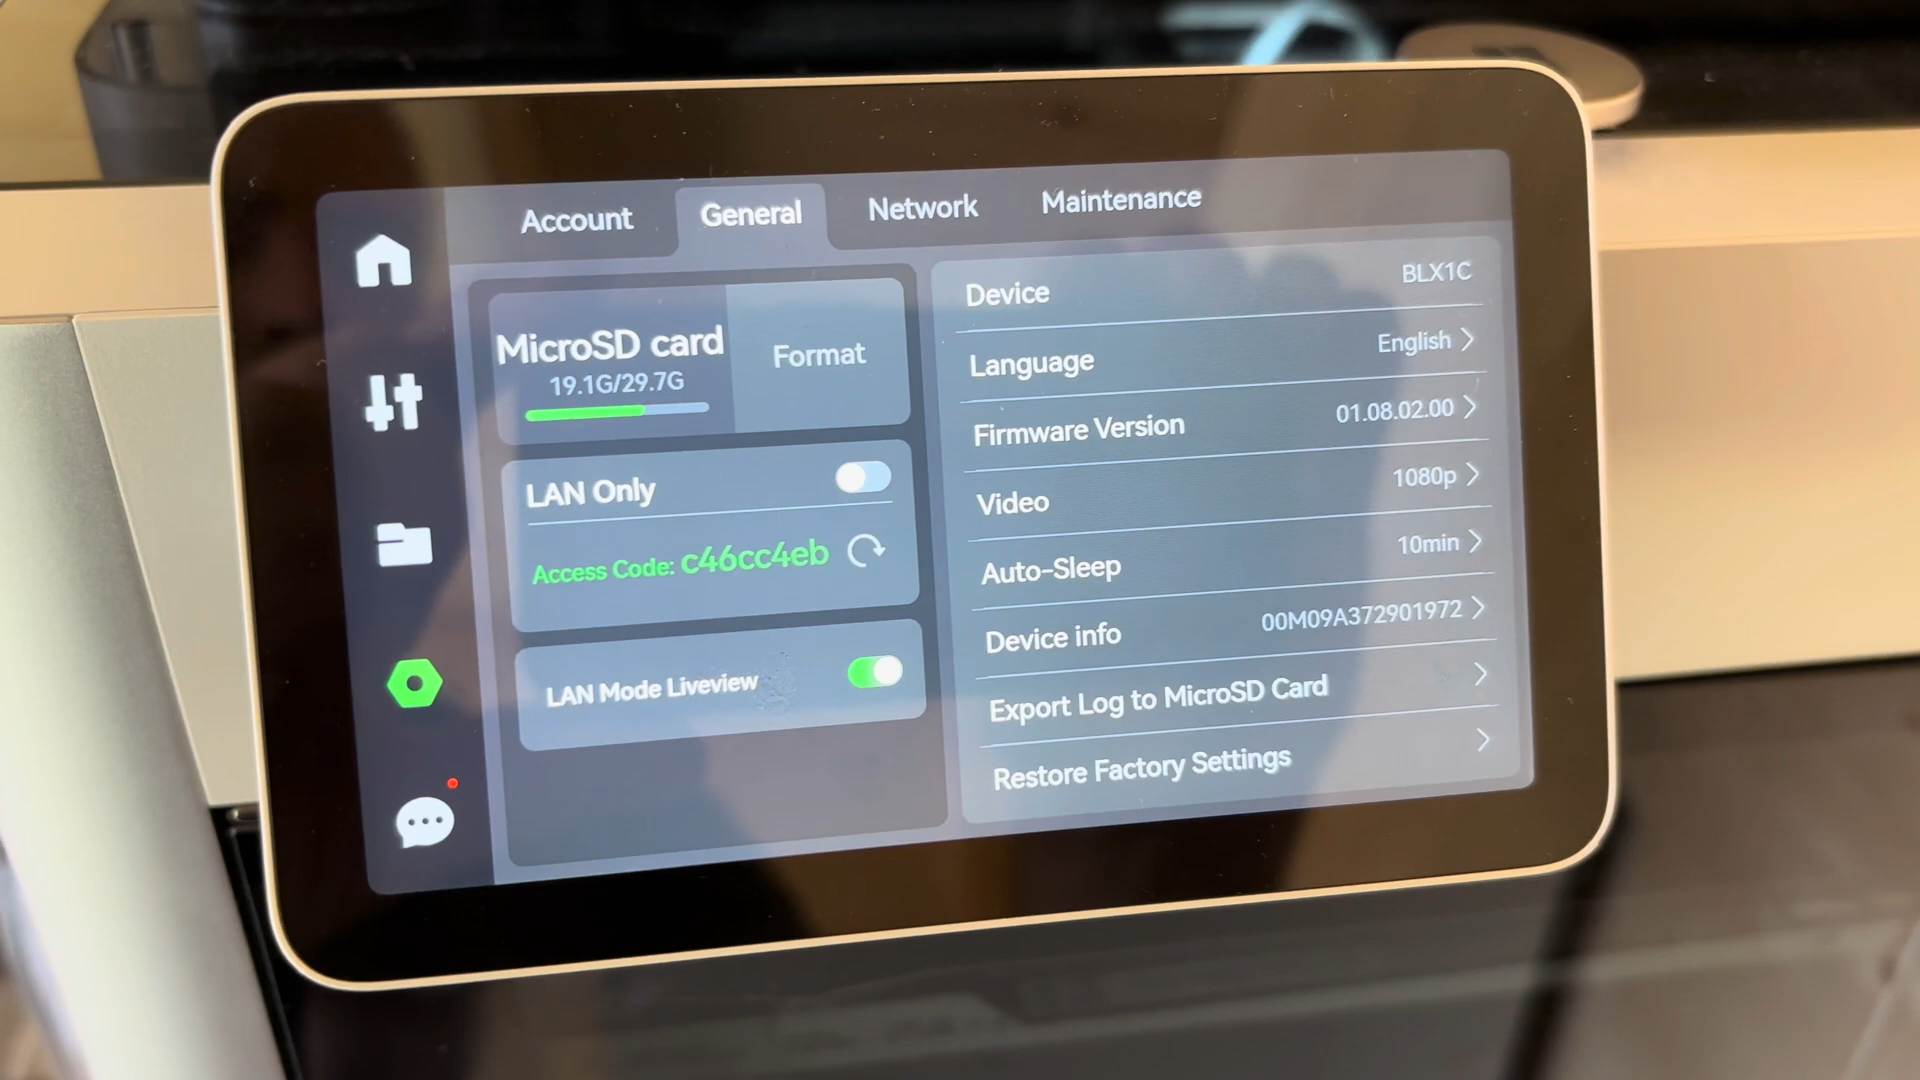 Account General Network Maintenance
MicroSD card
19.1G/29.7G
Format
LAN Only
Access Code: c46cc4eb
LAN Mode Liveview
Device BLX1C
Language English
Firmware Version 01.08.02.00
Video 1080p
Auto-Sleep 10min
Device info 00M09A372901972
Export Log to MicroSD Card
Restore Factory Settings